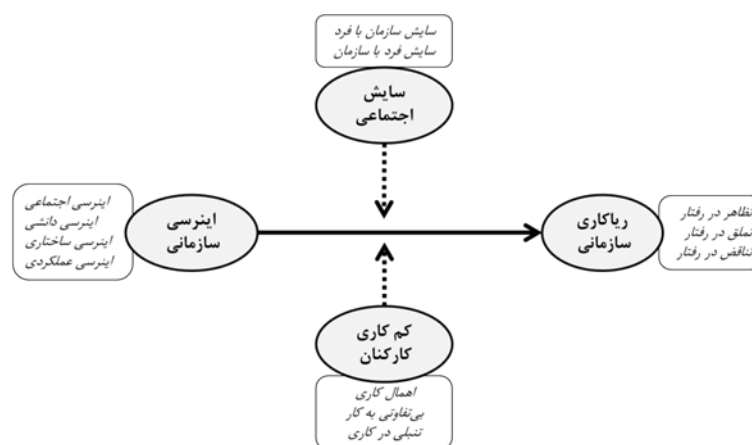 سایش سازمان با فرد
سایش فرد با سازمان
سایش
اجتماعی
اینرسی اجتماعی
اینرسی دانشی
اینرسی ساختاری
اینرسی عملکردی
اینرسی
سازمانی
ریاکاری
سازمانی
تظاهر در رفتار
تملق در رفتار
تناقض در رفتار
کم کاری
کارکنان
اهمال کاری
بی‌تفاوتی به کار
تنبلی در کاری